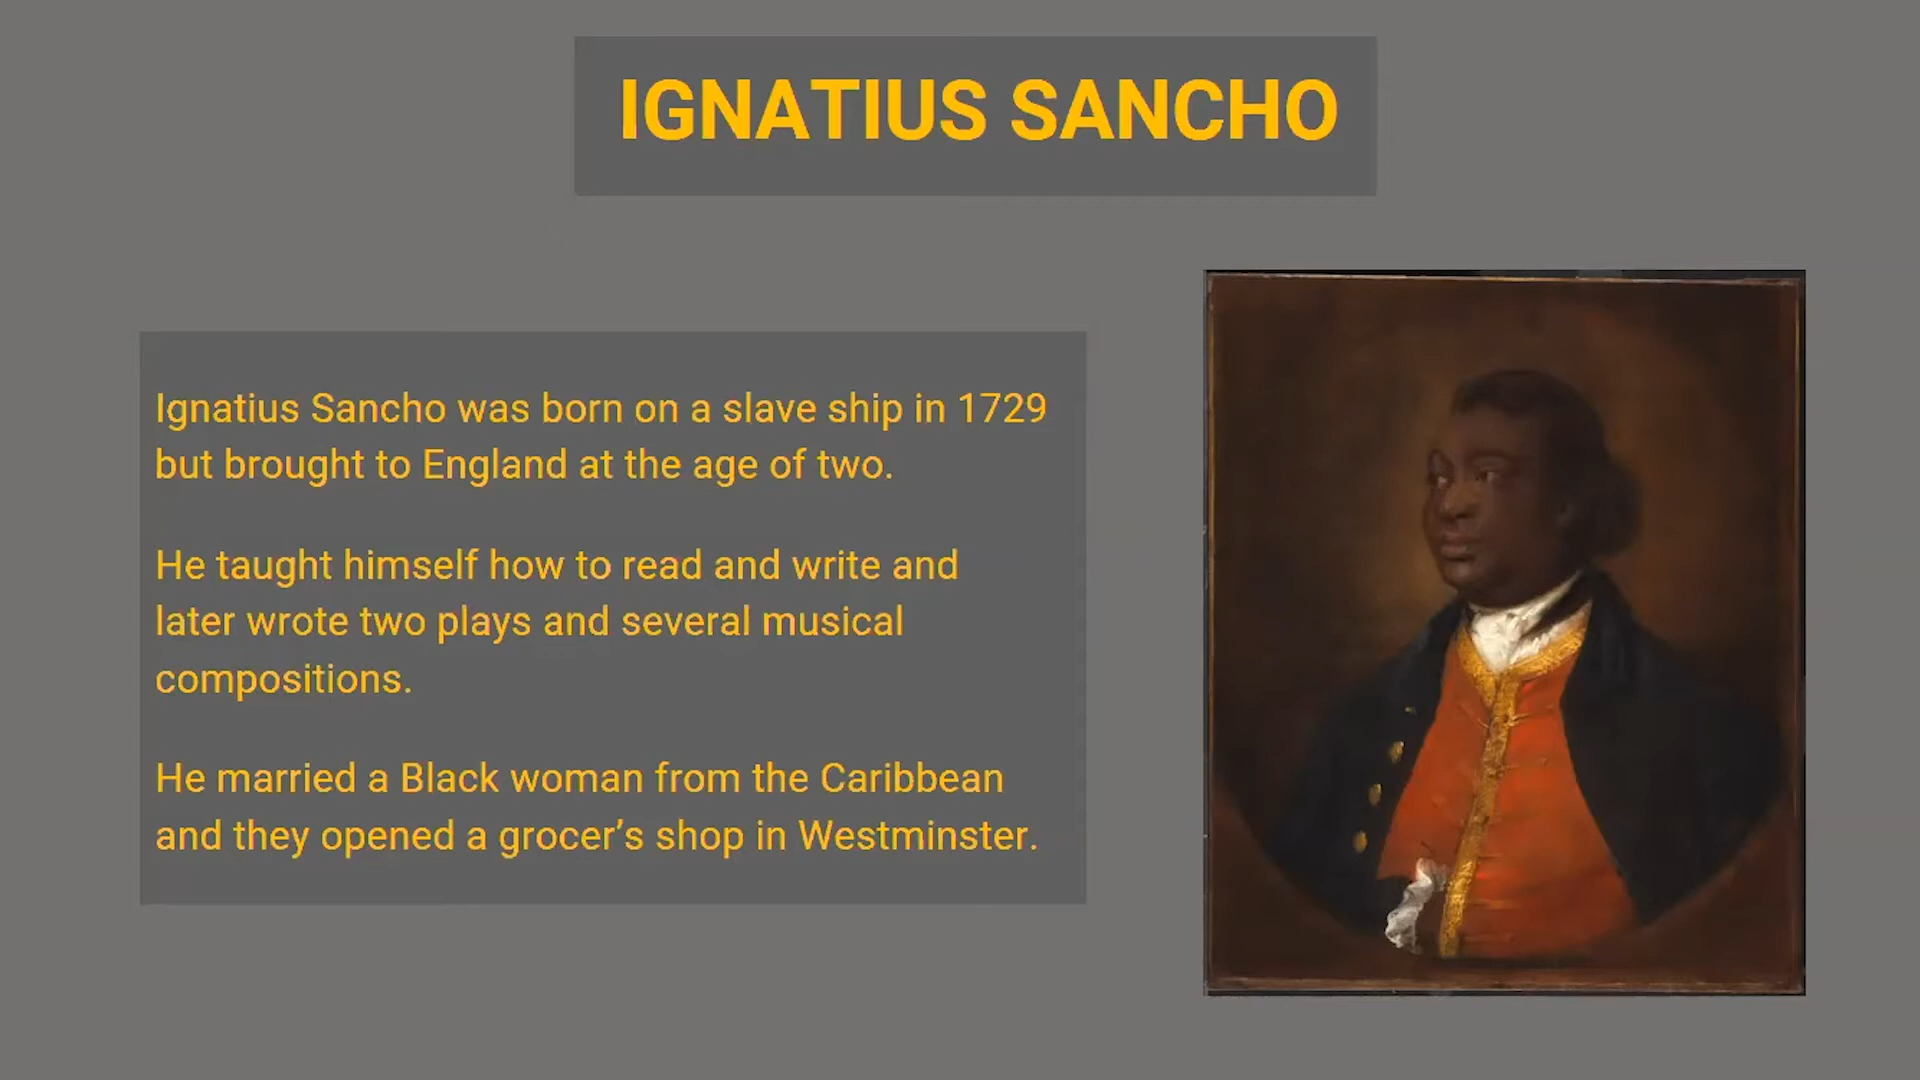 IGNATIUS SANCHO
Ignatius Sancho was born on a slave ship in 1729
but brought to England at the age of two.
He taught himself how to read and write and
later wrote two plays and several musical
compositions.
He married a Black woman from the Caribbean
and they opened a grocer’s shop in Westminster.